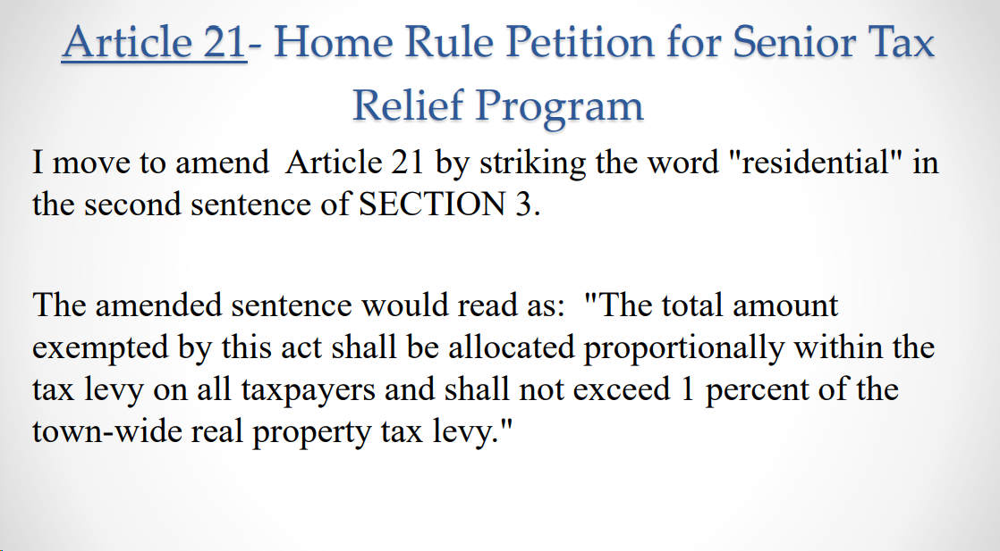 Article 21- Home Rule Petition for Senior Tax
Relief Program
I move to amend  Article 21 by striking the word "residential" in
the second sentence of SECTION 3.
The amended sentence would read as:  "The total amount
exempted by this act shall be allocated proportionally within the
tax levy on all taxpayers and shall not exceed 1 percent of the
town-wide real property tax levy."